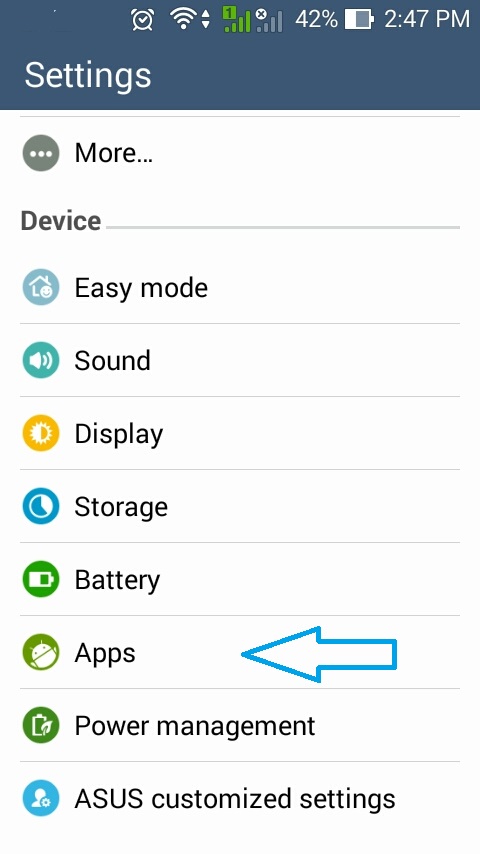 1 42% 2:47 PM
Settings
More...
Device
Easy mode
Sound
Display
Storage
Battery
Apps
Power management
ASUS customized settings